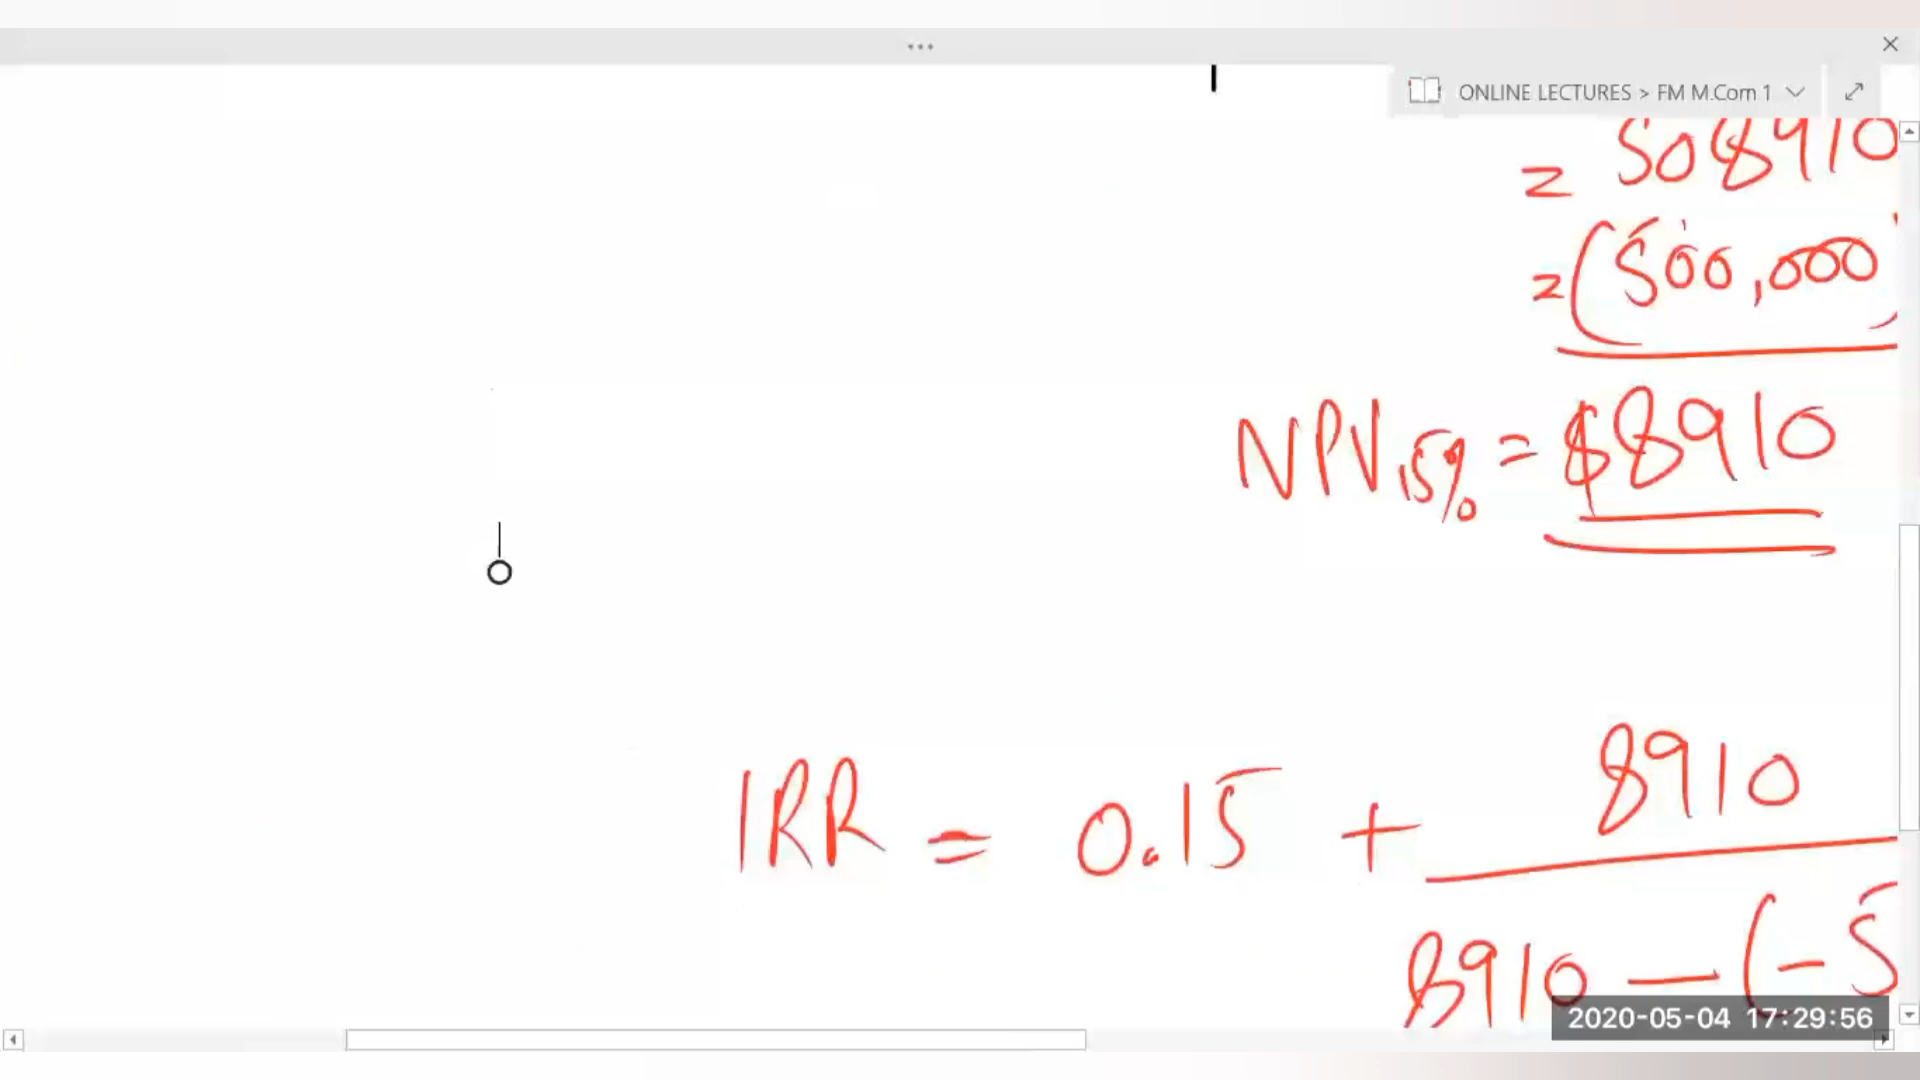 ONLINE LECTURES > FM M.Com 1
= 508910
= (500,000)
NPV15% = $8910
IRR = 0.15 + 8910
8910 — (-5
2020-05-04 17:29:56